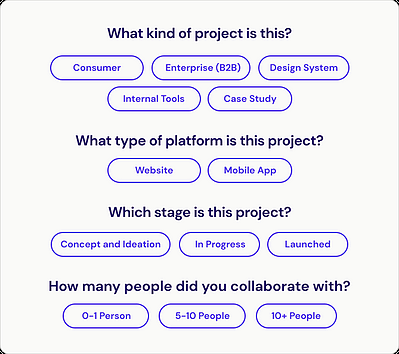 What kind of project is this?
Consumer Enterprise (B2B) Design System
Internal Tools Case Study
What type of platform is this project?
Website Mobile App
Which stage is this project?
Concept and Ideation In Progress Launched
How many people did you collaborate with?
0-1 Person 5-10 People 10+ People